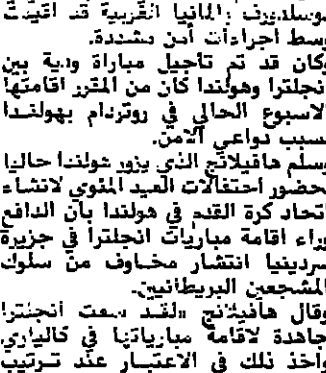 دوسلدورف بألمانيا الغربية قد أقيمت
وسط اجراءات أمن مشددة.
وكان قد تم تأجيل مباراة ودية بين
انجلترا وهولندا كان من المقرر اقامتها
الاسبوع الحالي في روتردام بهولندا
بسبب دواعي الأمن.
وسلم هافيلانج الذي يزور هولندا حاليا
لحضور احتفالات العيد المئوي لانشاء
اتحاد كرة القدم في هولندا بان الدافع
وراء اقامة مباريات انجلترا في جزيرة
سردينيا انتشار مخاوف من سلوك
المشجعين البريطانيين.
وقال هافيلانج «لقد سعت انجلترا
جاهدة لاقامة مبارياتها في كالياري
وأخذ ذلك في الاعتبار عند ترتيب